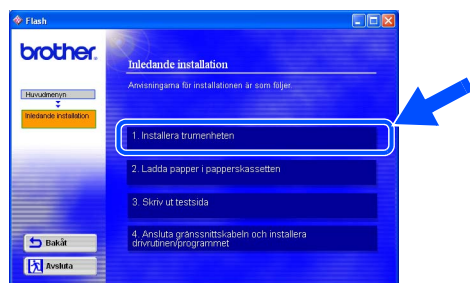 Flash
brother.
Huvudmenyn
Inledande installation
Inledande installation
Anvisningarna för installationen är som följer.
1. Installera trumenheten
2. Ladda papper i papperskassetten
3. Skriv ut testsida
4. Ansluta gränssnittskabeln och installera
drivrutinen/programmet
Bakåt
Avsluta